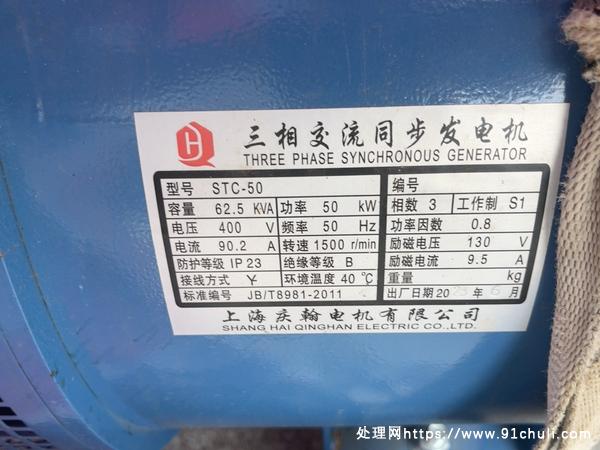 三相交流同步发电机
THREE PHASE SYNCHRONOUS GENERATOR
型号 STC-50 编号
容量 62.5 KVA 功率 50 kW 相数 3 工作制 S1
电压 400 V 频率 50 Hz 功率因数 0.8
电流 90.2 A 转速 1500 r/min 励磁电压 130 V
防护等级 IP 23 绝缘等级 B 励磁电流 9.5 A
接线方式 Y 环境温度 40 ℃ 重量 kg
标准编号 JB/T8981-2011 出厂日期 20 年 月
上海庆翰电机有限公司
SHANG HAI QINGHAN ELECTRIC CO.,LTD.
处理网https://www.91chuli.com/